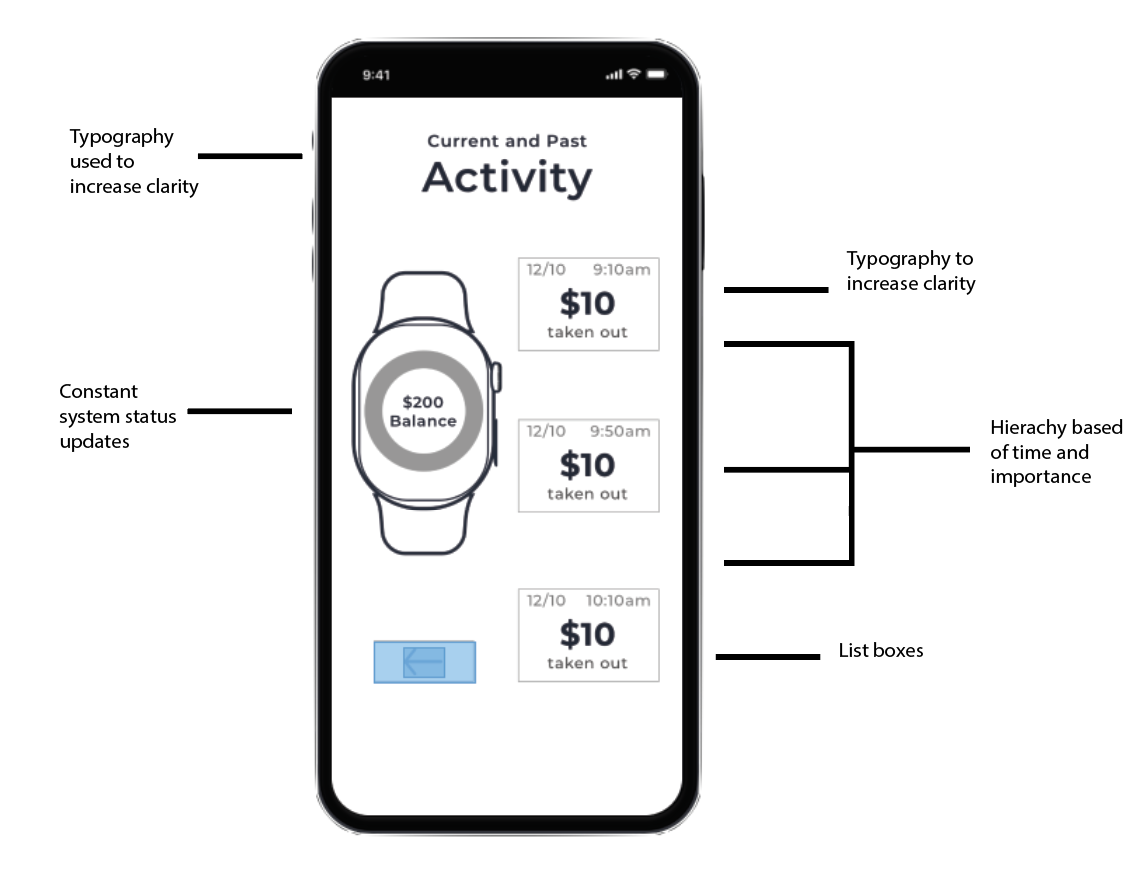 9:41
Typography
used to
increase clarity
Current and Past
Activity
Typography to
increase clarity
12/10 9:10am
$10
taken out
Constant
system status
updates
$200
Balance
12/10 9:50am
$10
taken out
Hierachy based
of time and
importance
12/10 10:10am
$10
taken out
List boxes